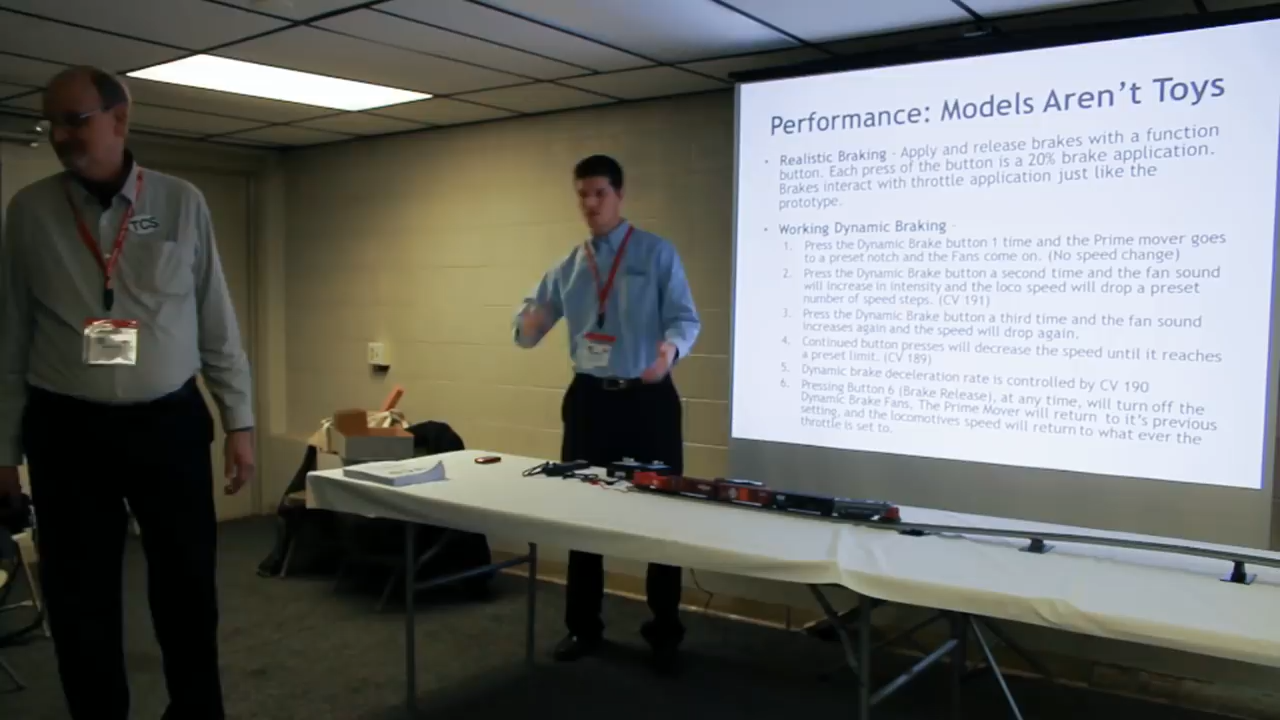 TCS
Performance: Models Aren't Toys
• Realistic Braking - Apply and release brakes with a function
button. Each press of the button is a 20% brake application.
Brakes interact with throttle application just like the
prototype.
• Working Dynamic Braking -
1. Press the Dynamic Brake button 1 time and the Prime mover goes
to a preset notch and the Fans come on. (No speed change)
2. Press the Dynamic Brake button a second time and the fan sound
will increase in intensity and the loco speed will drop a preset
number of speed steps. (CV 191)
3. Press the Dynamic Brake button a third time and the fan sound
increases again and the speed will drop again.
4. Continued button presses will decrease the speed until it reaches
a preset limit. (CV 189)
5. Dynamic brake deceleration rate is controlled by CV 190
6. Pressing Button 6 (Brake Release), at any time, will turn off the
Dynamic Brake Fans. The Prime Mover will return to it's previous
setting, and the locomotives speed will return to what ever the
throttle is set to.